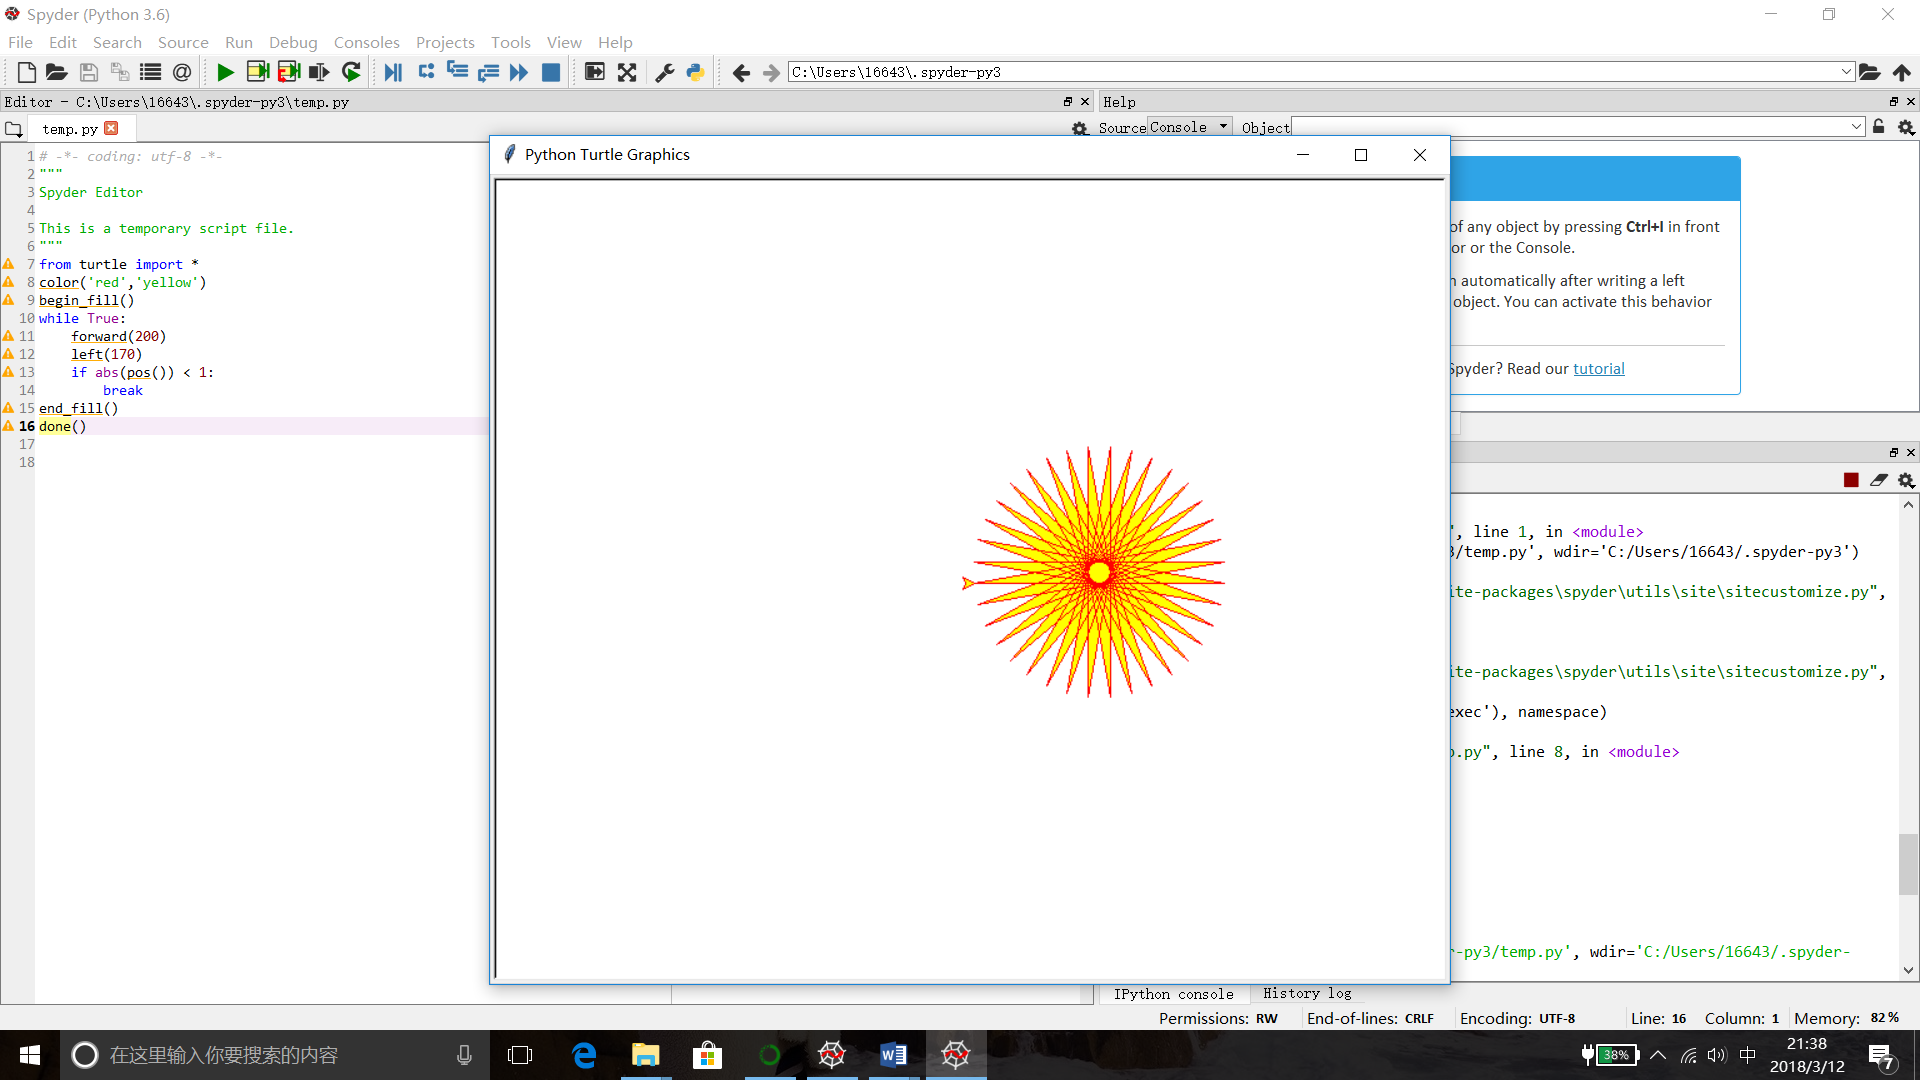 Spyder (Python 3.6)
File Edit Search Source Run Debug Consoles Projects Tools View Help
C:\Users\16643\.spyder-py3
Editor - C:\Users\16643\.spyder-py3\temp.py
Help
temp.py
Source Console Object
Python Turtle Graphics
1 # -*- coding: utf-8 -*-
2 """
3 Spyder Editor
4
5 This is a temporary script file.
6 """
7 from turtle import *
8 color('red','yellow')
9 begin_fill()
10 while True:
11 forward(200)
12 left(170)
13 if abs(pos()) < 1:
14 break
15 end_fill()
16 done()
17
18
of any object by pressing Ctrl+I in front
or or the Console.
n automatically after writing a left
object. You can activate this behavior
Spyder? Read our tutorial
", line 1, in <module>
3/temp.py', wdir='C:/Users/16643/.spyder-py3')
ite-packages\spyder\utils\site\sitecustomize.py",
ite-packages\spyder\utils\site\sitecustomize.py",
exec'), namespace)
p.py", line 8, in <module>
-py3/temp.py', wdir='C:/Users/16643/.spyder-
IPython console History log
Permissions: RW End-of-lines: CRLF Encoding: UTF-8 Line: 16 Column: 1 Memory: 82 %
在这里输入你要搜索的内容
38%
中
21:38
2018/3/12
7